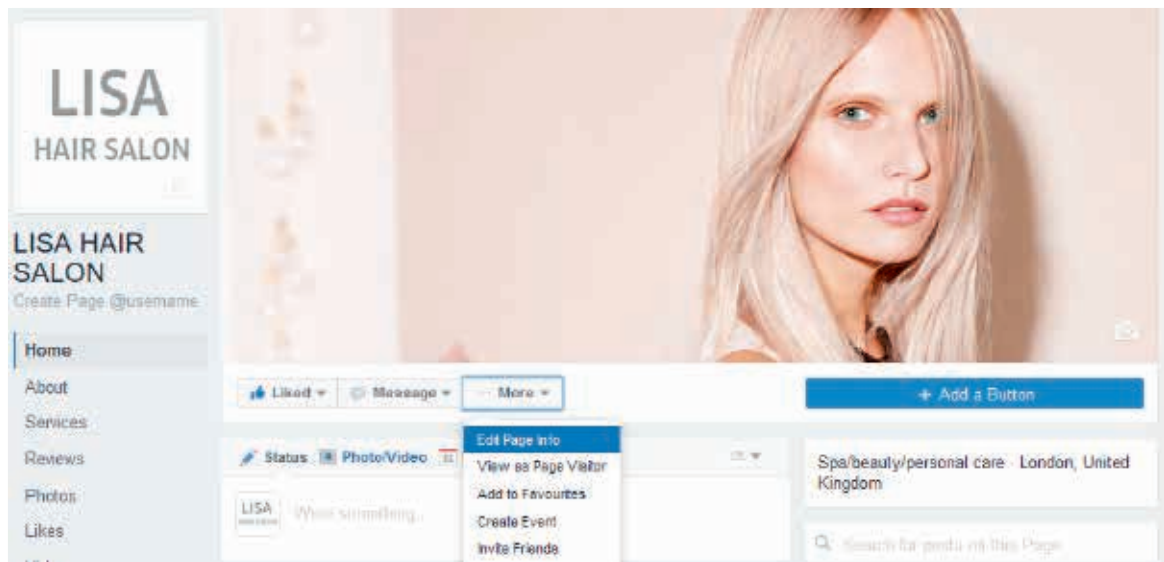 LISA
HAIR SALON
LISA HAIR
SALON
Create Page @username
Home
About
Services
Reviews
Photos
Likes
Liked
Message
More
+ Add a Button
Edit Page Info
View as Page Visitor
Add to Favourites
Create Event
Invite Friends
Status Photo/Video
LISA
Write something...
Spa/beauty/personal care · London, United
Kingdom
Search for posts on this Page